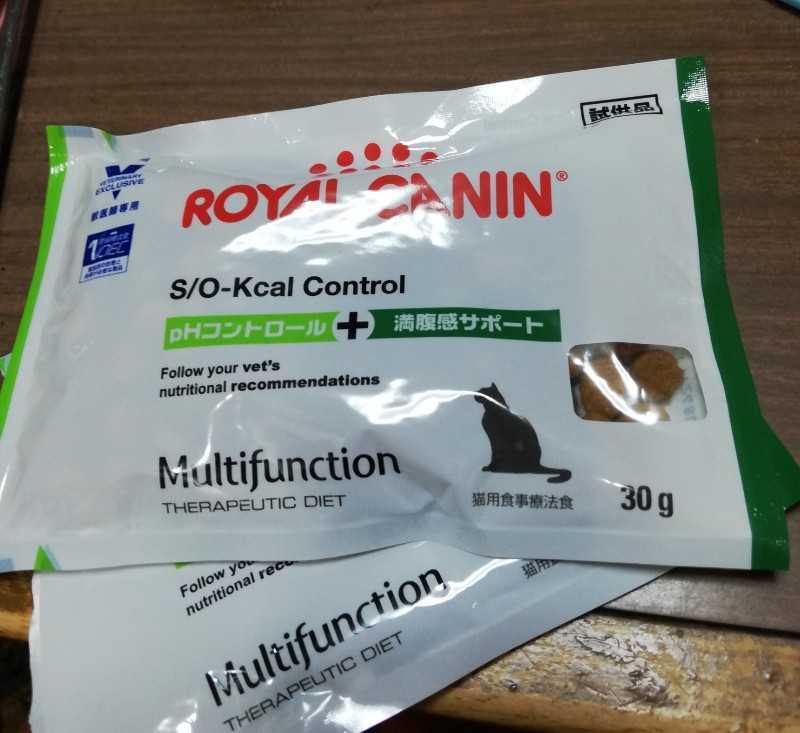 試供品
VETERINARY
EXCLUSIVE
獣医師専用
ROYAL CANIN®
S/O-Kcal Control
pHコントロール + 満腹感サポート
Follow your vet's
nutritional recommendations
Multifunction
THERAPEUTIC DIET
猫用食事療法食
30 g
Follow you
nutritional rec
Multifunction
THERAPEUTIC DIET
猫用